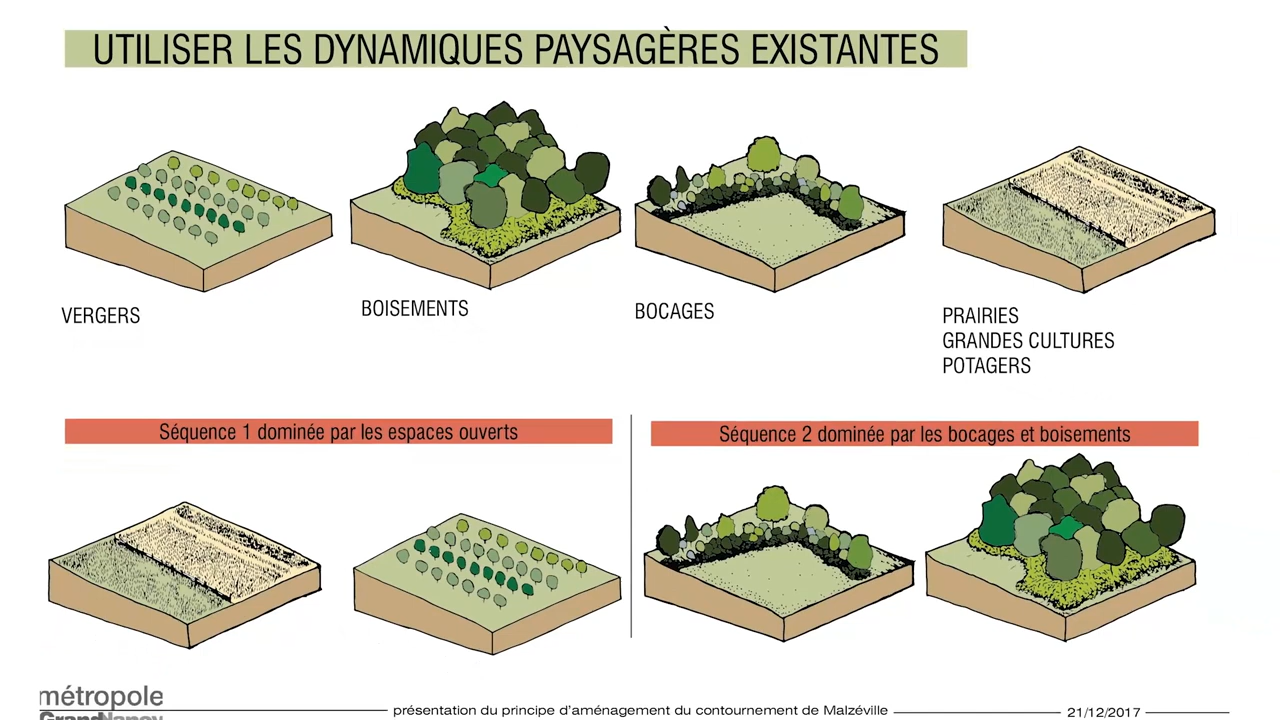 UTILISER LES DYNAMIQUES PAYSAGÈRES EXISTANTES
VERGERS
BOISEMENTS
BOCAGES
PRAIRIES
GRANDES CULTURES
POTAGERS
Séquence 1 dominée par les espaces ouverts
Séquence 2 dominée par les bocages et boisements
métropole
GrandNancy
présentation du principe d'aménagement du contournement de Malzéville
21/12/2017